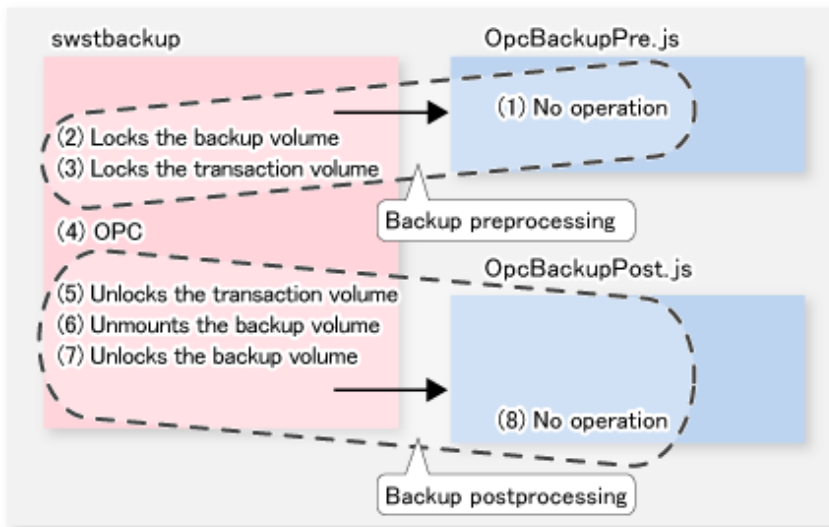 swstbackup
OpcBackupPre.js
(1) No operation
(2) Locks the backup volume
(3) Locks the transaction volume
Backup preprocessing
(4) OPC
OpcBackupPost.js
(5) Unlocks the transaction volume
(6) Unmounts the backup volume
(7) Unlocks the backup volume
(8) No operation
Backup postprocessing